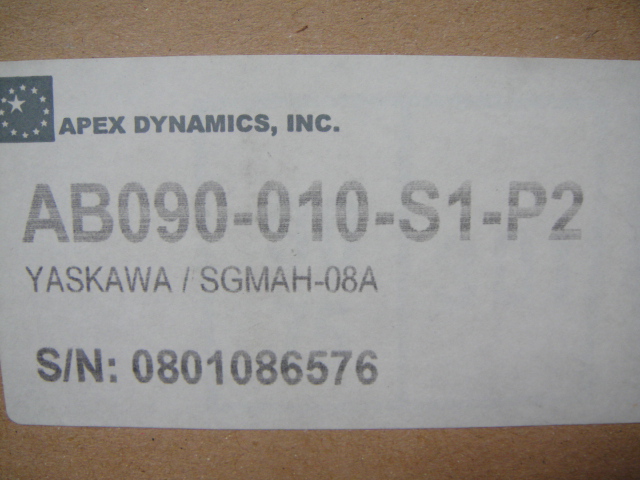 APEX DYNAMICS, INC.
AB090-010-S1-P2
YASKAWA / SGMAH-08A
S/N: 0801086576